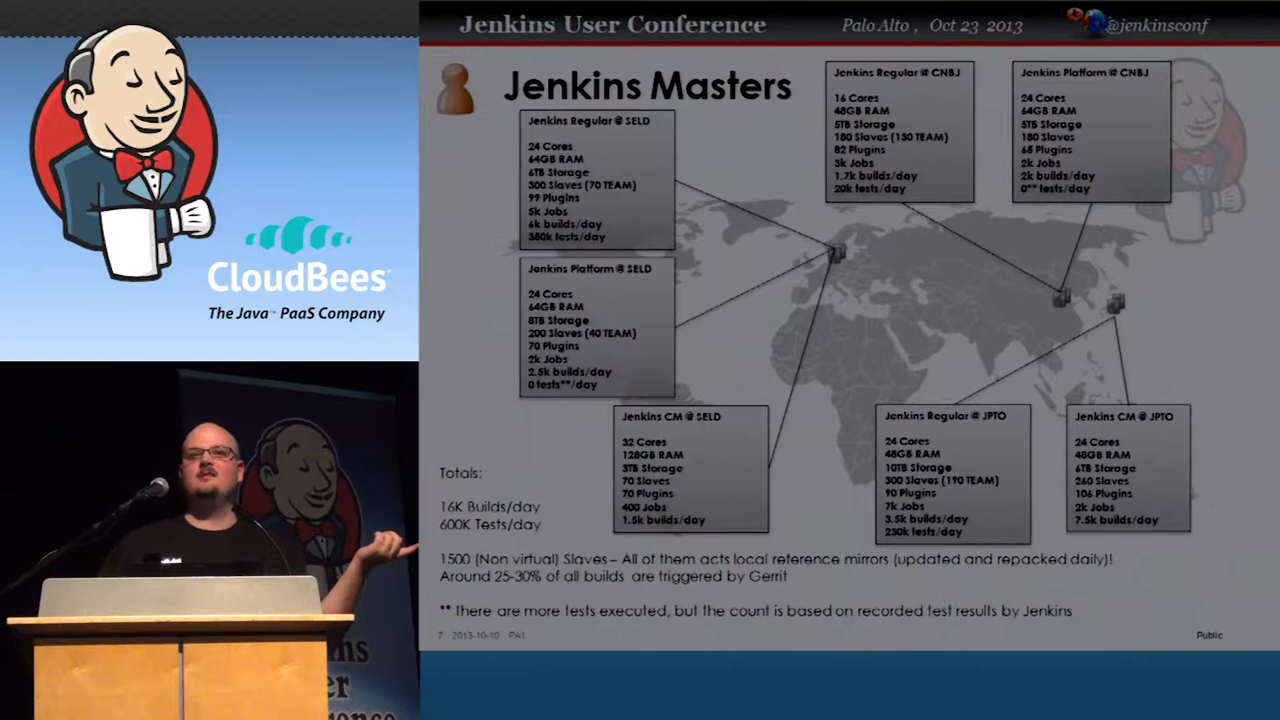 Jenkins User Conference
Palo Alto , Oct 23 2013
@jenkinsconf
CloudBees
The Java™ PaaS Company
Jenkins Masters
Jenkins Regular @ SELD
24 Cores
64GB RAM
6TB Storage
300 Slaves (70 TEAM)
99 Plugins
5k Jobs
6k builds/day
350k tests/day
Jenkins Regular @ CNBJ
16 Cores
48GB RAM
5TB Storage
180 Slaves (130 TEAM)
82 Plugins
3k Jobs
1.7k builds/day
20k tests/day
Jenkins Platform @ CNBJ
24 Cores
64GB RAM
5TB Storage
180 Slaves
68 Plugins
2k Jobs
2k builds/day
0** tests/day
Jenkins Platform @ SELD
24 Cores
64GB RAM
8TB Storage
200 Slaves (40 TEAM)
70 Plugins
2k Jobs
2.5k builds/day
0 tests**/day
Jenkins CM @ SELD
32 Cores
128GB RAM
3TB Storage
70 Slaves
70 Plugins
400 Jobs
1.5k builds/day
Jenkins Regular @ JPTO
24 Cores
48GB RAM
10TB Storage
300 Slaves (190 TEAM)
90 Plugins
7k Jobs
3.5k builds/day
230k tests/day
Jenkins CM @ JPTO
24 Cores
48GB RAM
6TB Storage
260 Slaves
106 Plugins
2k Jobs
7.5k builds/day
Totals:
16K Builds/day
600K Tests/day
1500 (Non virtual) Slaves – All of them acts local reference mirrors (updated and repacked daily)!
Around 25-30% of all builds are triggered by Gerrit
** There are more tests executed, but the count is based on recorded test results by Jenkins
7 2013-10-10 PA1
Public